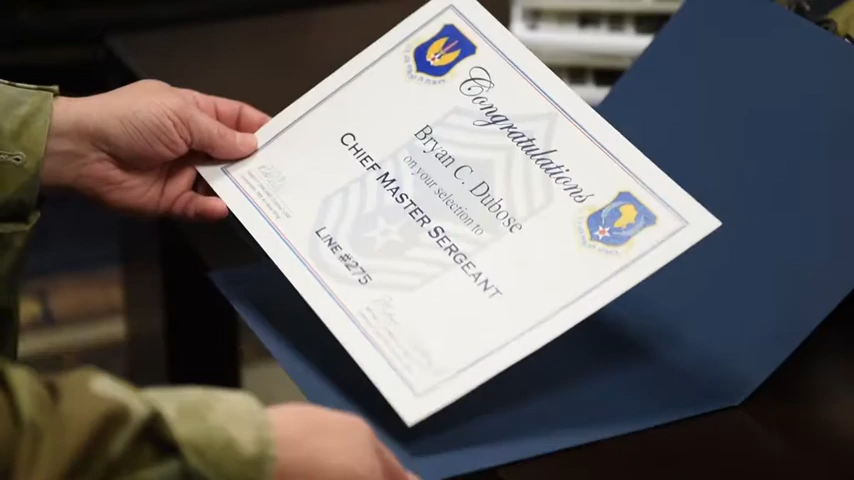 Congratulations
Bryan C. Dubose
on your selection to
CHIEF MASTER SERGEANT
LINE #275